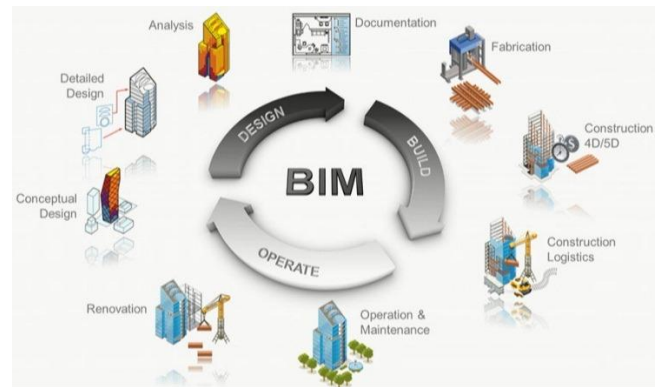 Analysis
Documentation
Fabrication
Detailed
Design
DESIGN
BUILD
Construction
4D/5D
$
BIM
Conceptual
Design
OPERATE
Construction
Logistics
Renovation
Operation &
Maintenance